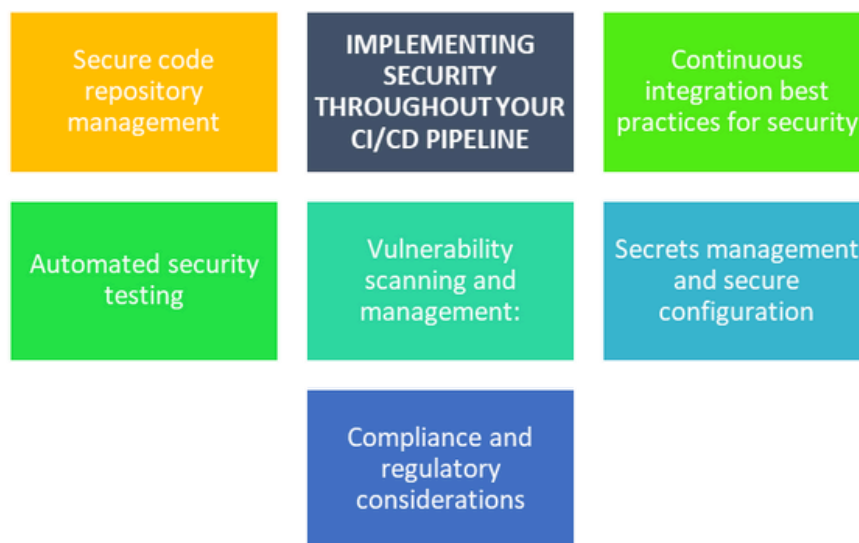 Secure code
repository
management
IMPLEMENTING
SECURITY
THROUGHOUT YOUR
CI/CD PIPELINE
Continuous
integration best
practices for security
Automated security
testing
Vulnerability
scanning and
management:
Secrets management
and secure
configuration
Compliance and
regulatory
considerations